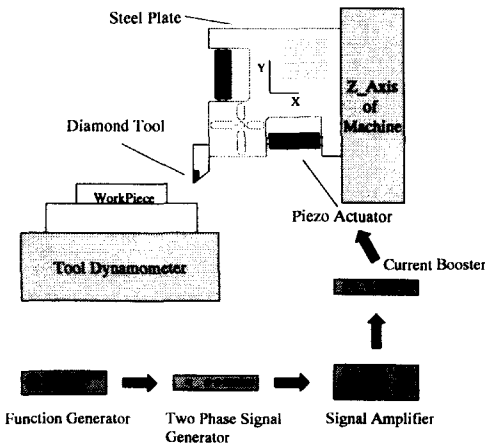 Steel Plate
Y
X
Z_Axis
of
Machine
Diamond Tool
WorkPiece
Piezo Actuator
Tool Dynamometer
Current Booster
Function Generator
Two Phase Signal
Generator
Signal Amplifier